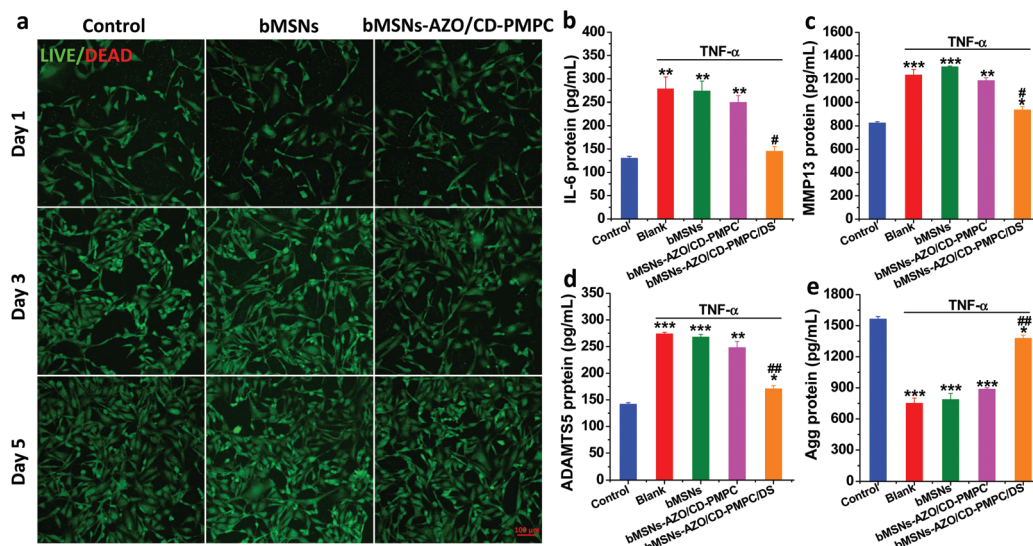 a
Control
bMSNs
bMSNs-AZO/CD-PMPC
LIVE/DEAD
Day 1
Day 3
Day 5
100 μm
b
TNF-α
IL-6 protein (pg/mL)
350
300
250
200
150
100
50
0
**
**
**
#
Control
Blank
bMSNs
bMSNs-AZO/CD-PMPC
bMSNs-AZO/CD-PMPC/DS
c
TNF-α
MMP13 protein (pg/mL)
1600
1400
1200
1000
800
600
400
200
0
***
***
**
#
*
Control
Blank
bMSNs
bMSNs-AZO/CD-PMPC
bMSNs-AZO/CD-PMPC/DS
d
TNF-α
ADAMTS5 prptein (pg/mL)
350
300
250
200
150
100
50
0
***
***
**
##
*
Control
Blank
bMSNs
bMSNs-AZO/CD-PMPC
bMSNs-AZO/CD-PMPC/DS
e
TNF-α
Agg protein (pg/mL)
1800
1500
1200
900
600
300
0
***
***
***
##
*
Control
Blank
bMSNs
bMSNs-AZO/CD-PMPC
bMSNs-AZO/CD-PMPC/DS